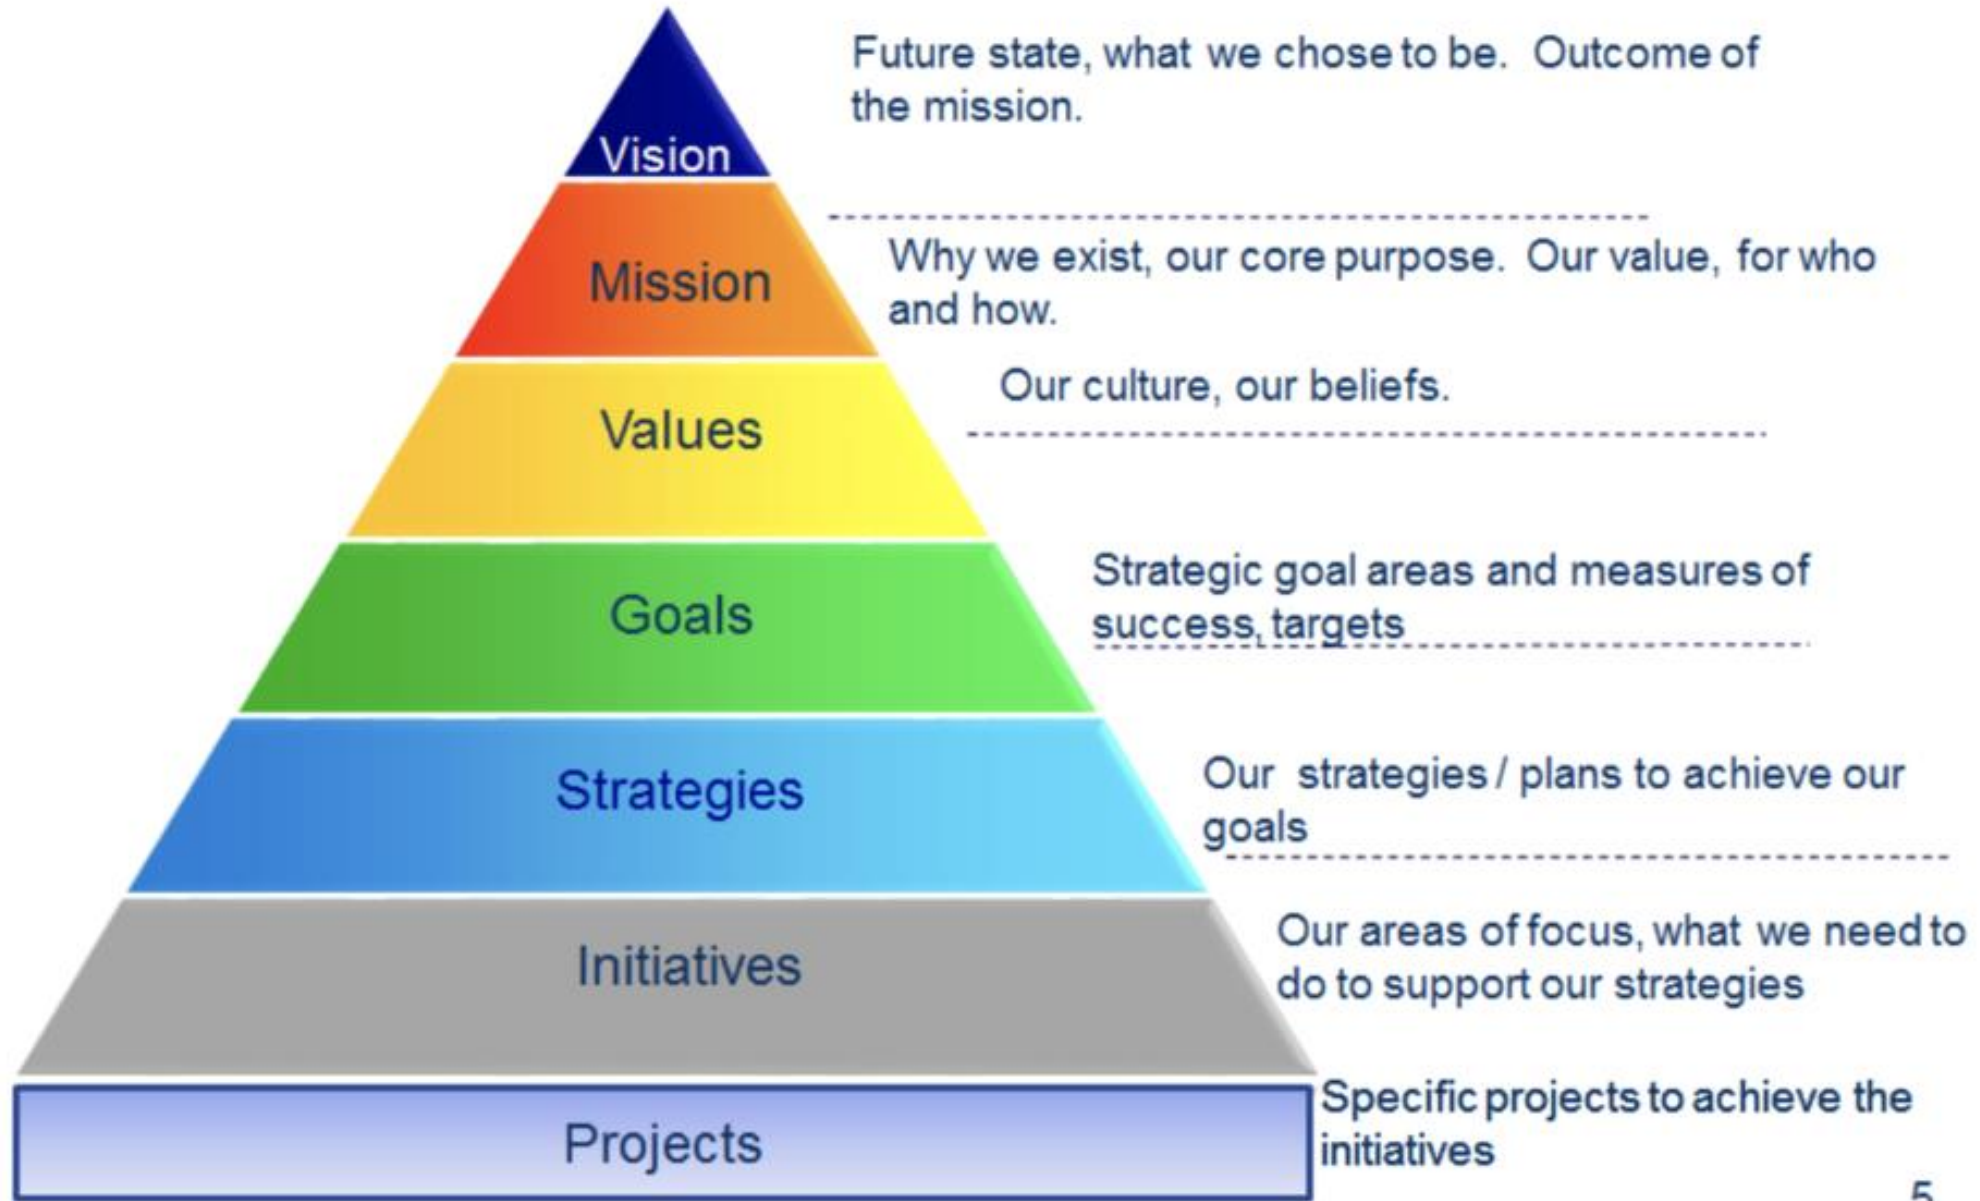 Vision
Future state, what we chose to be. Outcome of
the mission.
Mission
Why we exist, our core purpose. Our value, for who
and how.
Values
Our culture, our beliefs.
Goals
Strategic goal areas and measures of
success, targets
Strategies
Our strategies / plans to achieve our
goals
Initiatives
Our areas of focus, what we need to
do to support our strategies
Projects
Specific projects to achieve the
initiatives
5